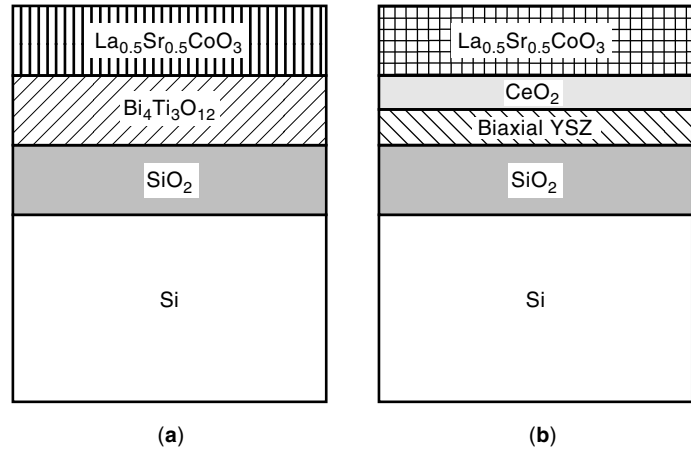 La₀.₅Sr₀.₅CoO₃
Bi₄Ti₃O₁₂
SiO₂
Si
(a)
La₀.₅Sr₀.₅CoO₃
CeO₂
Biaxial YSZ
SiO₂
Si
(b)